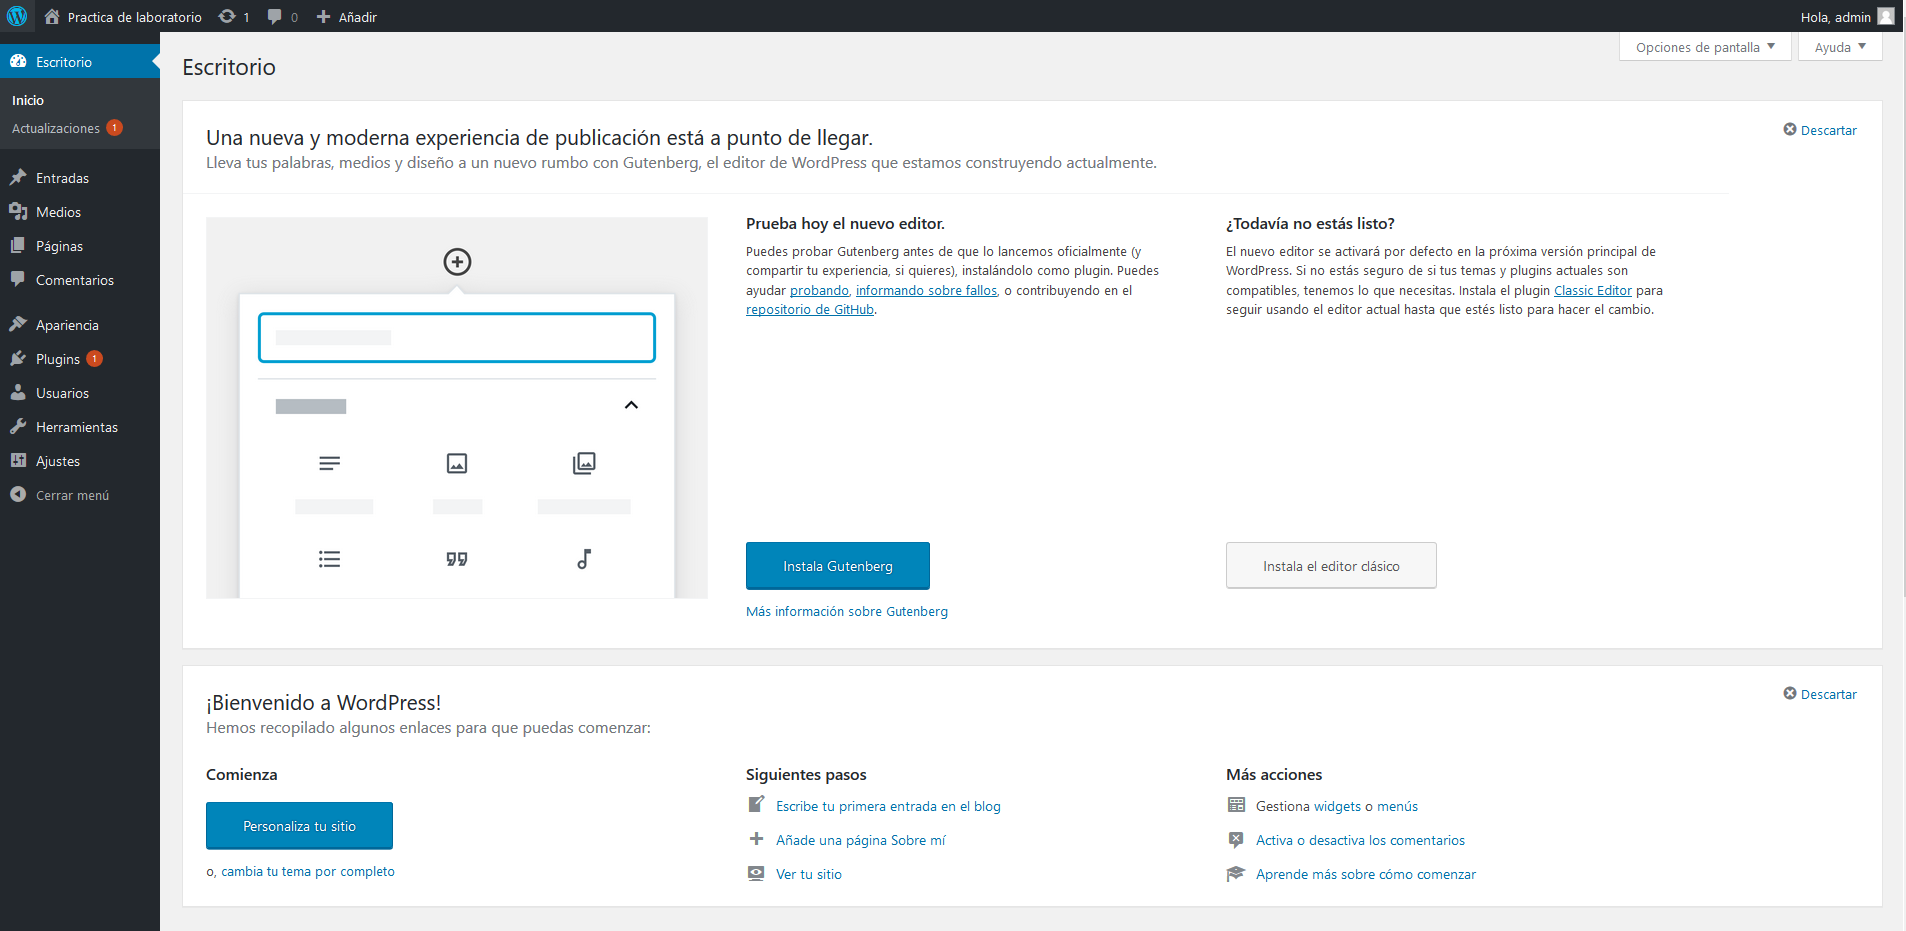 Practica de laboratorio 1 0 Añadir Hola, admin
Opciones de pantalla Ayuda
Escritorio
Inicio
Actualizaciones 1
Entradas
Medios
Páginas
Comentarios
Apariencia
Plugins 1
Usuarios
Herramientas
Ajustes
Cerrar menú
Escritorio
Una nueva y moderna experiencia de publicación está a punto de llegar.
Descartar
Lleva tus palabras, medios y diseño a un nuevo rumbo con Gutenberg, el editor de WordPress que estamos construyendo actualmente.
Prueba hoy el nuevo editor.
Puedes probar Gutenberg antes de que lo lancemos oficialmente (y
compartir tu experiencia, si quieres), instalándolo como plugin. Puedes
ayudar probando, informando sobre fallos, o contribuyendo en el
repositorio de GitHub.
Instala Gutenberg
Más información sobre Gutenberg
¿Todavía no estás listo?
El nuevo editor se activará por defecto en la próxima versión principal de
WordPress. Si no estás seguro de si tus temas y plugins actuales son
compatibles, tenemos lo que necesitas. Instala el plugin Classic Editor para
seguir usando el editor actual hasta que estés listo para hacer el cambio.
Instala el editor clásico
¡Bienvenido a WordPress!
Descartar
Hemos recopilado algunos enlaces para que puedas comenzar:
Comienza
Personaliza tu sitio
o, cambia tu tema por completo
Siguientes pasos
Escribe tu primera entrada en el blog
Añade una página Sobre mí
Ver tu sitio
Más acciones
Gestiona widgets o menús
Activa o desactiva los comentarios
Aprende más sobre cómo comenzar